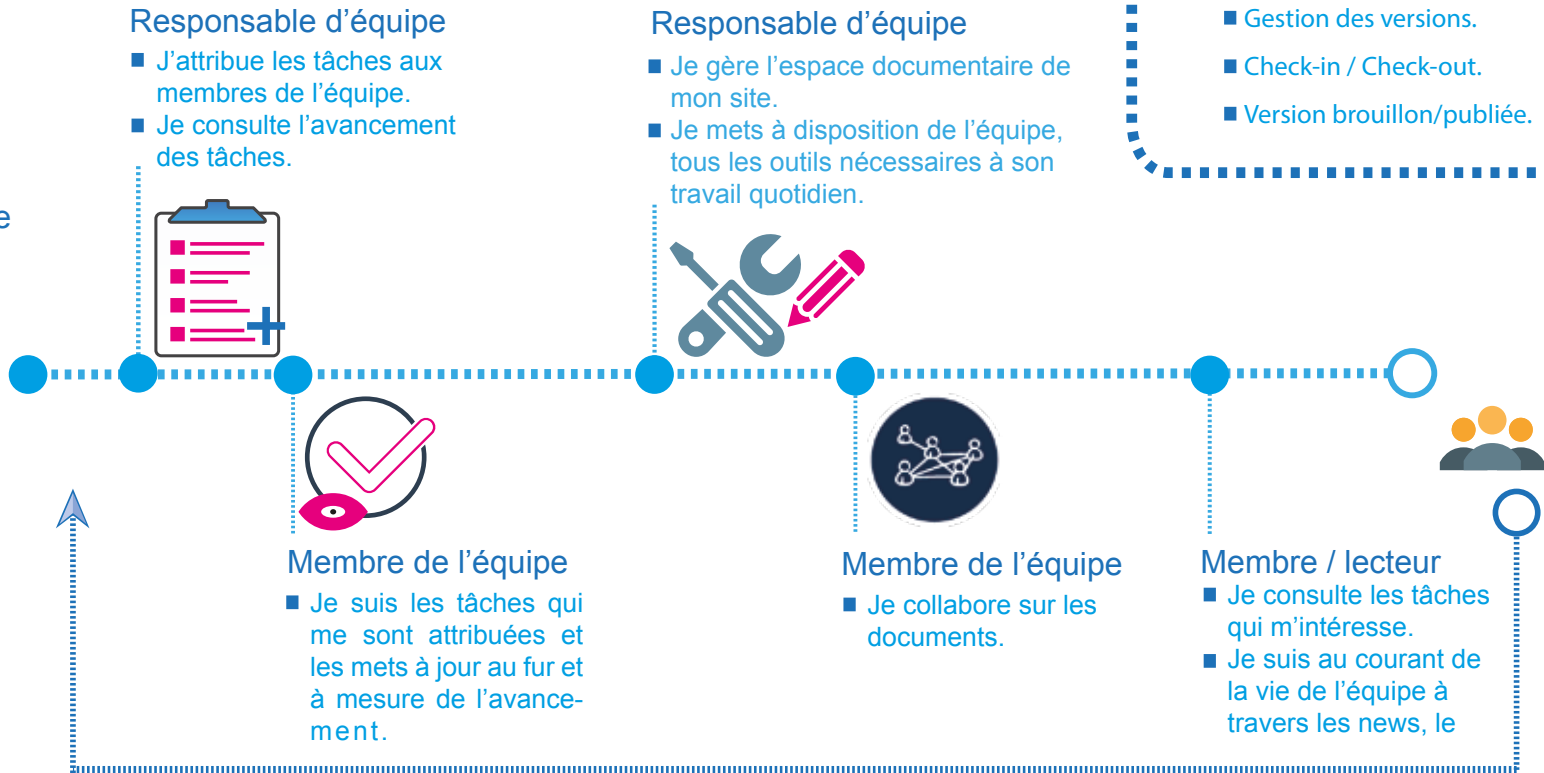 Responsable d’équipe
■ J’attribue les tâches aux
membres de l’équipe.
■ Je consulte l’avancement
des tâches.
Responsable d’équipe
■ Je gère l’espace documentaire de
mon site.
■ Je mets à disposition de l’équipe,
tous les outils nécessaires à son
travail quotidien.
■ Gestion des versions.
■ Check-in / Check-out.
■ Version brouillon/publiée.
e
Membre de l’équipe
■ Je suis les tâches qui
me sont attribuées et
les mets à jour au fur et
à mesure de l’avance-
ment.
Membre de l’équipe
■ Je collabore sur les
documents.
Membre / lecteur
■ Je consulte les tâches
qui m’intéresse.
■ Je suis au courant de
la vie de l’équipe à
travers les news, le